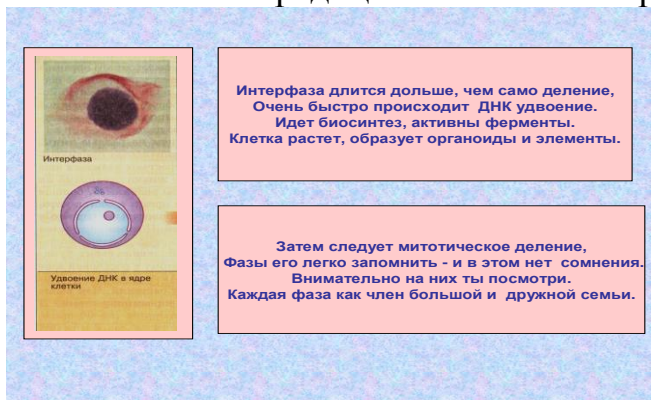 Интерфаза длится дольше, чем само деление,
Очень быстро происходит ДНК удвоение.
Идет биосинтез, активны ферменты.
Клетка растет, образует органоиды и элементы.
Интерфаза
Удвоение ДНК в ядре
клетки
Затем следует митотическое деление,
Фазы его легко запомнить - и в этом нет сомнения.
Внимательно на них ты посмотри.
Каждая фаза как член большой и дружной семьи.